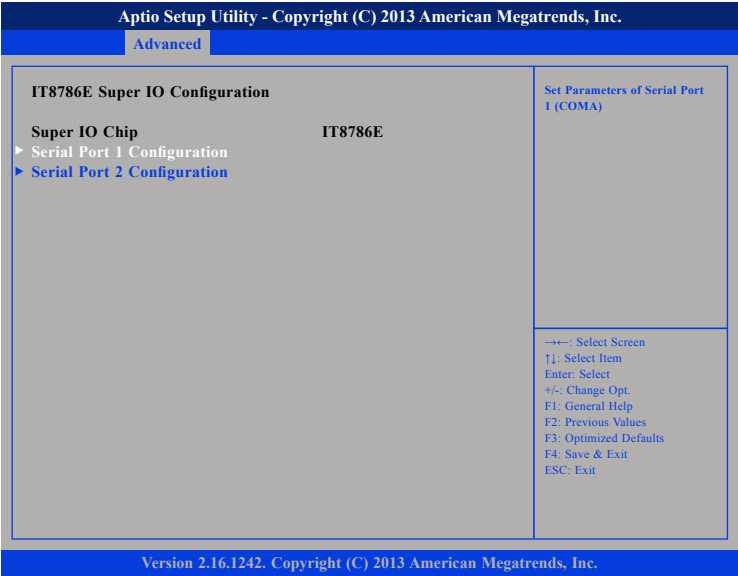 Aptio Setup Utility - Copyright (C) 2013 American Megatrends, Inc.
Advanced
IT8786E Super IO Configuration
Super IO Chip IT8786E
Serial Port 1 Configuration
Serial Port 2 Configuration
Set Parameters of Serial Port
1 (COMA)
→←: Select Screen
↑↓: Select Item
Enter: Select
+/-: Change Opt.
F1: General Help
F2: Previous Values
F3: Optimized Defaults
F4: Save & Exit
ESC: Exit
Version 2.16.1242. Copyright (C) 2013 American Megatrends, Inc.